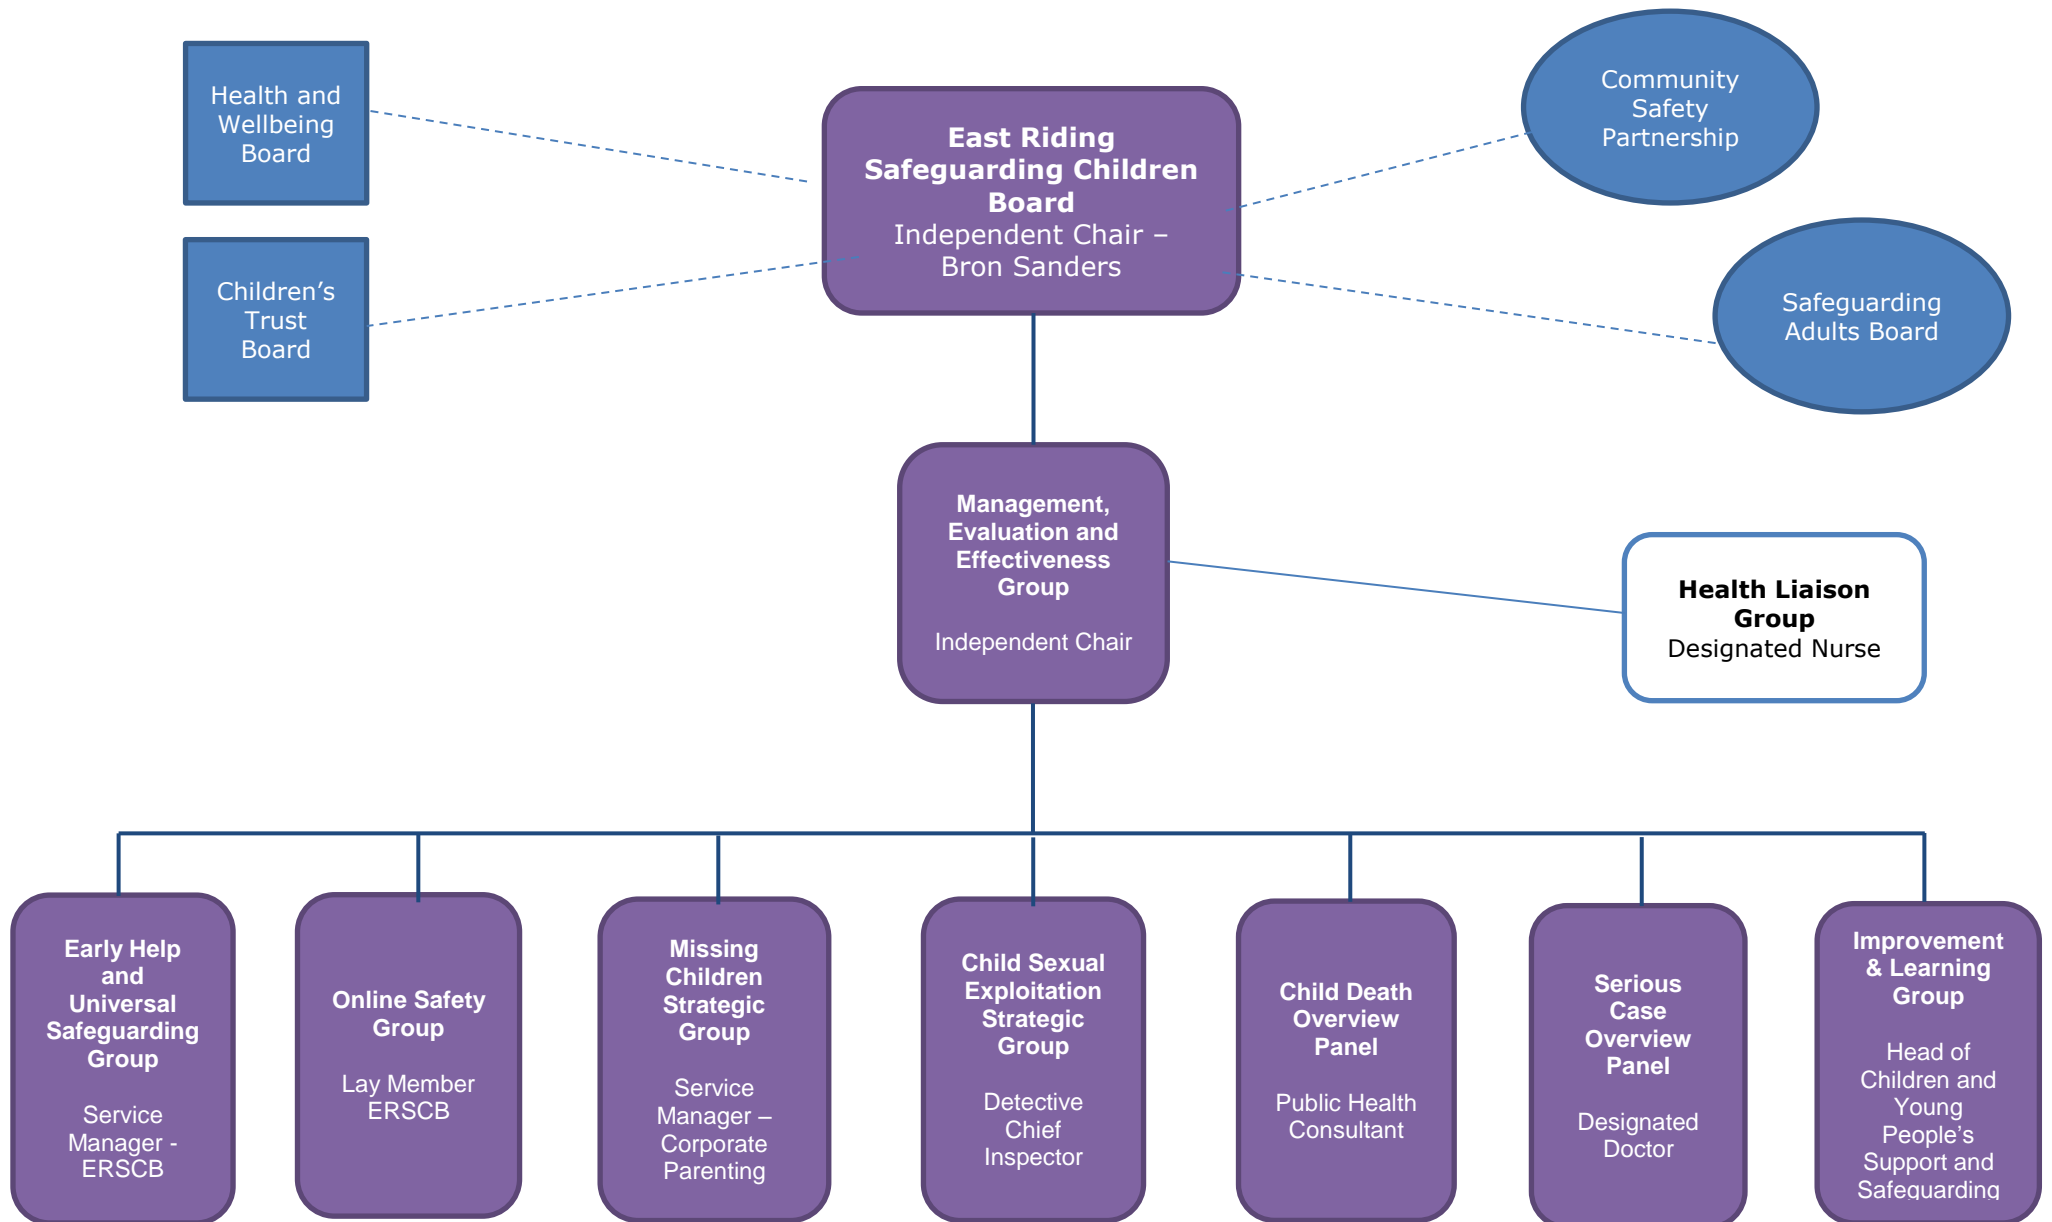 Health and
Wellbeing
Board
Children’s
Trust
Board
East Riding
Safeguarding Children
Board
Independent Chair –
Bron Sanders
Community
Safety
Partnership
Safeguarding
Adults Board
Management,
Evaluation and
Effectiveness
Group
Independent Chair
Health Liaison
Group
Designated Nurse
Early Help
and
Universal
Safeguarding
Group
Service
Manager -
ERSCB
Online Safety
Group
Lay Member
ERSCB
Missing
Children
Strategic
Group
Service
Manager –
Corporate
Parenting
Child Sexual
Exploitation
Strategic
Group
Detective
Chief
Inspector
Child Death
Overview
Panel
Public Health
Consultant
Serious
Case
Overview
Panel
Designated
Doctor
Improvement
& Learning
Group
Head of
Children and
Young
People’s
Support and
Safeguarding